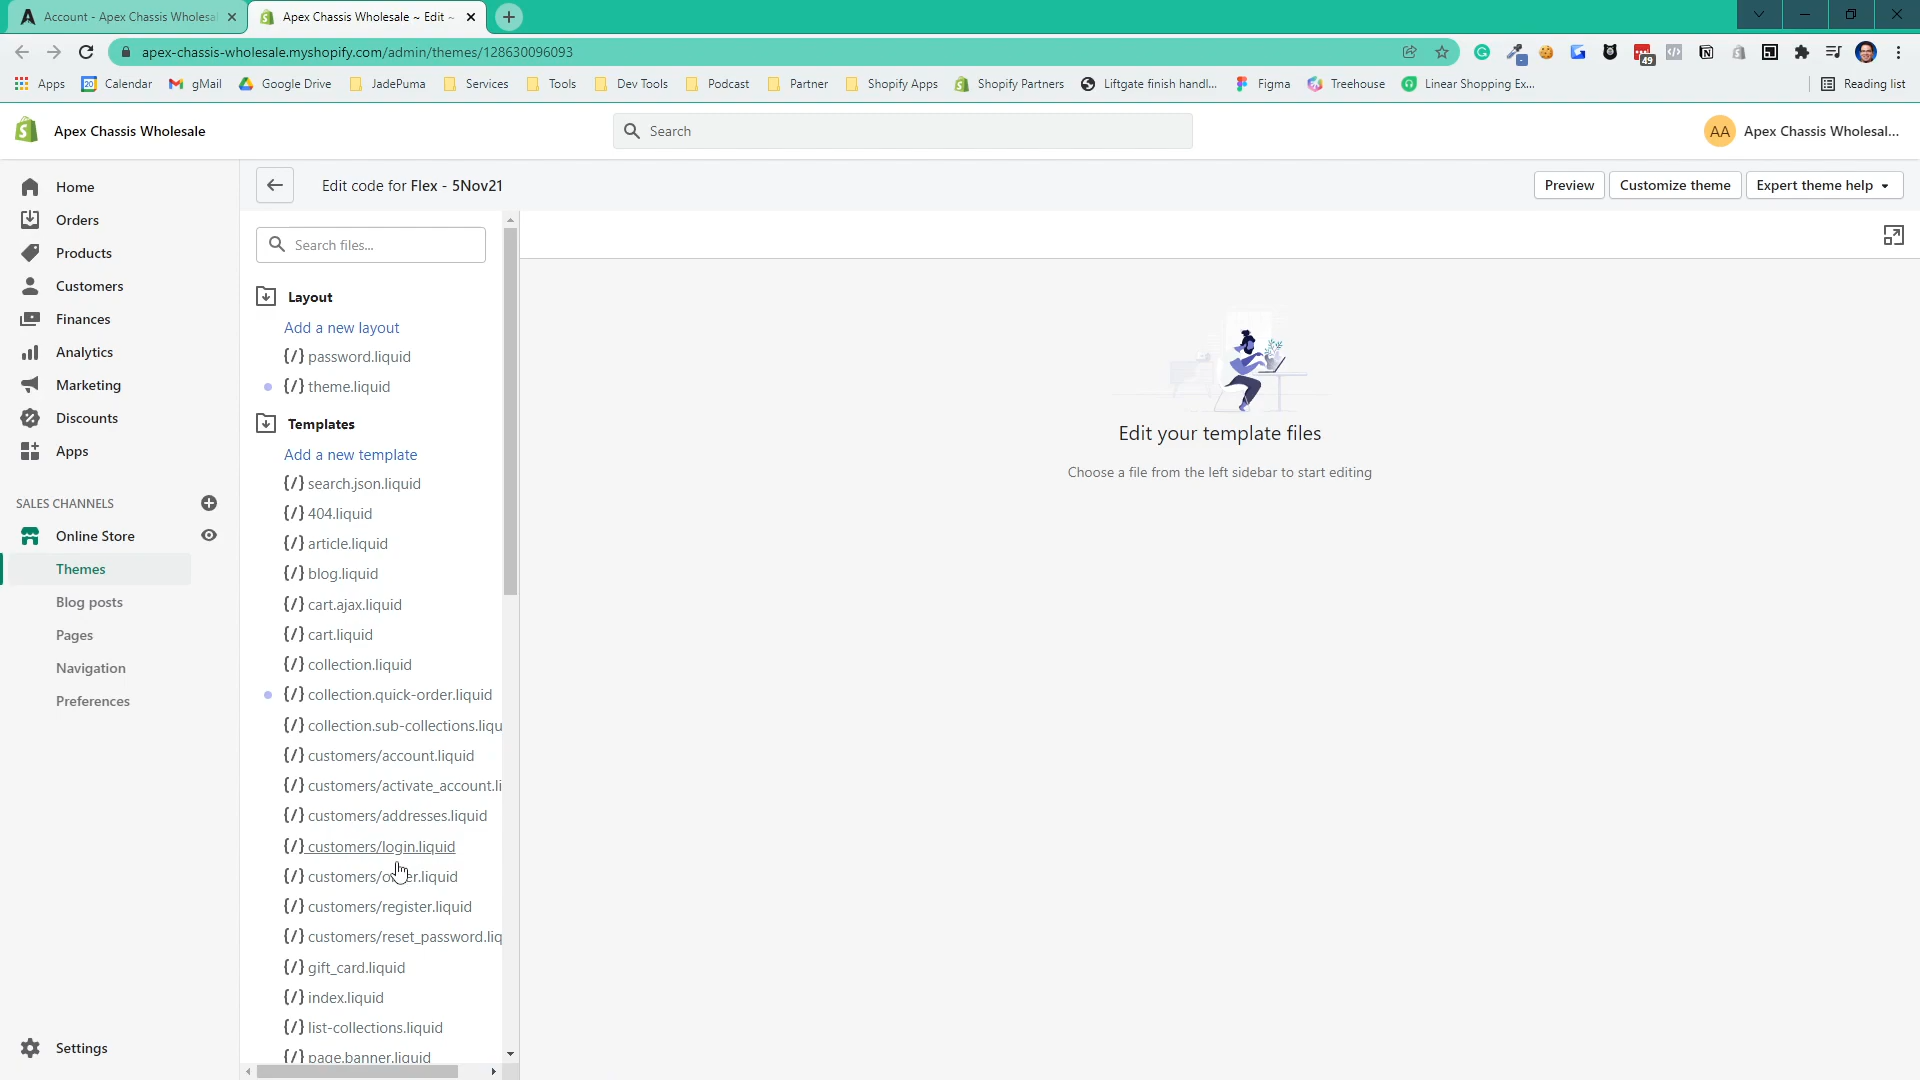 Account - Apex Chassis Wholesal
Apex Chassis Wholesale ~ Edit ~
apex-chassis-wholesale.myshopify.com/admin/themes/128630096093
49
Apps
20
Calendar
gMail
Google Drive
JadePuma
Services
Tools
Dev Tools
Podcast
Partner
Shopify Apps
Shopify Partners
Liftgate finish handl...
Figma
Treehouse
Linear Shopping Ex...
Reading list
Apex Chassis Wholesale
Search
AA
Apex Chassis Wholesal...
Home
Orders
Products
Customers
Finances
Analytics
Marketing
Discounts
Apps
SALES CHANNELS
Online Store
Themes
Blog posts
Pages
Navigation
Preferences
Settings
Edit code for Flex - 5Nov21
Preview
Customize theme
Expert theme help
Search files...
Layout
Add a new layout
{/} password.liquid
{/} theme.liquid
Templates
Add a new template
{/} search.json.liquid
{/} 404.liquid
{/} article.liquid
{/} blog.liquid
{/} cart.ajax.liquid
{/} cart.liquid
{/} collection.liquid
{/} collection.quick-order.liquid
{/} collection.sub-collections.liqu
{/} customers/account.liquid
{/} customers/activate_account.li
{/} customers/addresses.liquid
{/} customers/login.liquid
{/} customers/order.liquid
{/} customers/register.liquid
{/} customers/reset_password.liq
{/} gift_card.liquid
{/} index.liquid
{/} list-collections.liquid
{/} page.banner.liquid
Edit your template files
Choose a file from the left sidebar to start editing